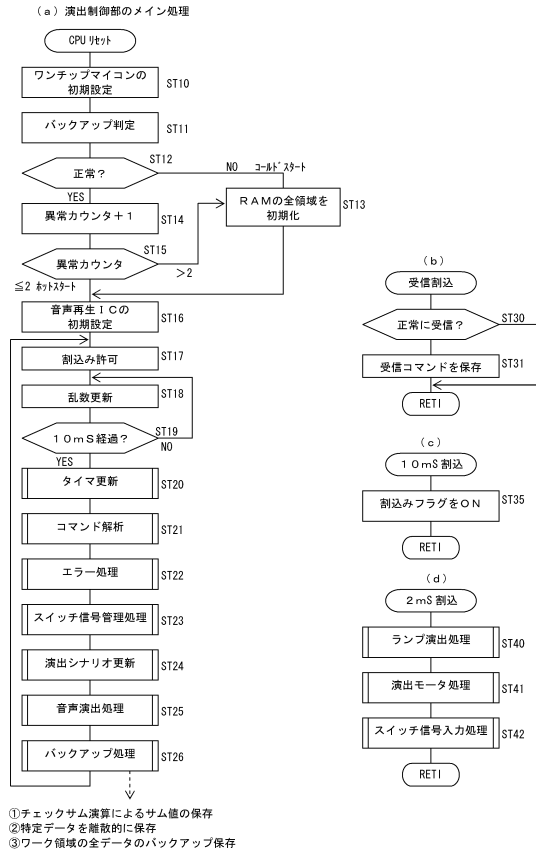 （ａ）演出制御部のメイン処理
CPU ﾘｾｯﾄ
ワンチップマイコンの
初期設定
ST10
バックアップ判定
ST11
正常？
ST12
NO
ｺｰﾙﾄﾞｽﾀｰﾄ
YES
ＲＡＭの全領域を
初期化
ST13
異常カウンタ＋１
ST14
異常カウンタ
ST15
＞2
≦2 ﾎｯﾄｽﾀｰﾄ
音声再生ＩＣの
初期設定
ST16
割込み許可
ST17
乱数更新
ST18
１０ｍＳ経過？
ST19
NO
YES
タイマ更新
ST20
コマンド解析
ST21
エラー処理
ST22
スイッチ信号管理処理
ST23
演出シナリオ更新
ST24
音声演出処理
ST25
バックアップ処理
ST26
①チェックサム演算によるサム値の保存
②特定データを離散的に保存
③ワーク領域の全データのバックアップ保存
（ｂ）
受信割込
正常に受信？
ST30
受信コマンドを保存
ST31
RETI
（ｃ）
１０ｍS 割込
割込みフラグをＯＮ
ST35
RETI
（ｄ）
２ｍS 割込
ランプ演出処理
ST40
演出モータ処理
ST41
スイッチ信号入力処理
ST42
RETI